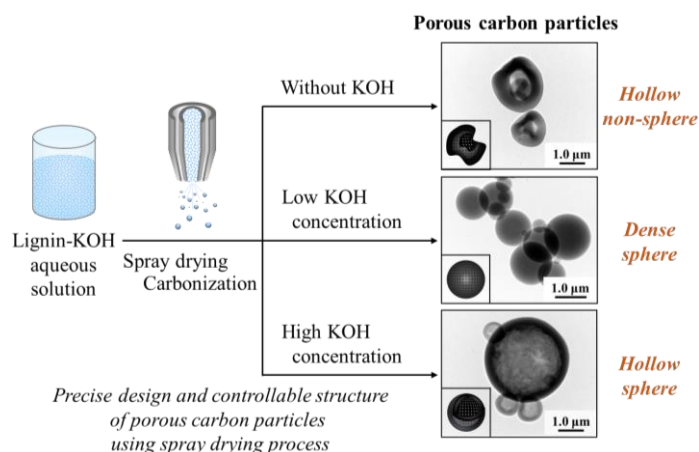 Porous carbon particles
Without KOH
Hollow
non-sphere
1.0 μm
Lignin-KOH
aqueous
solution
Spray drying
Carbonization
Low KOH
concentration
Dense
sphere
1.0 μm
High KOH
concentration
Hollow
sphere
1.0 μm
Precise design and controllable structure
of porous carbon particles
using spray drying process